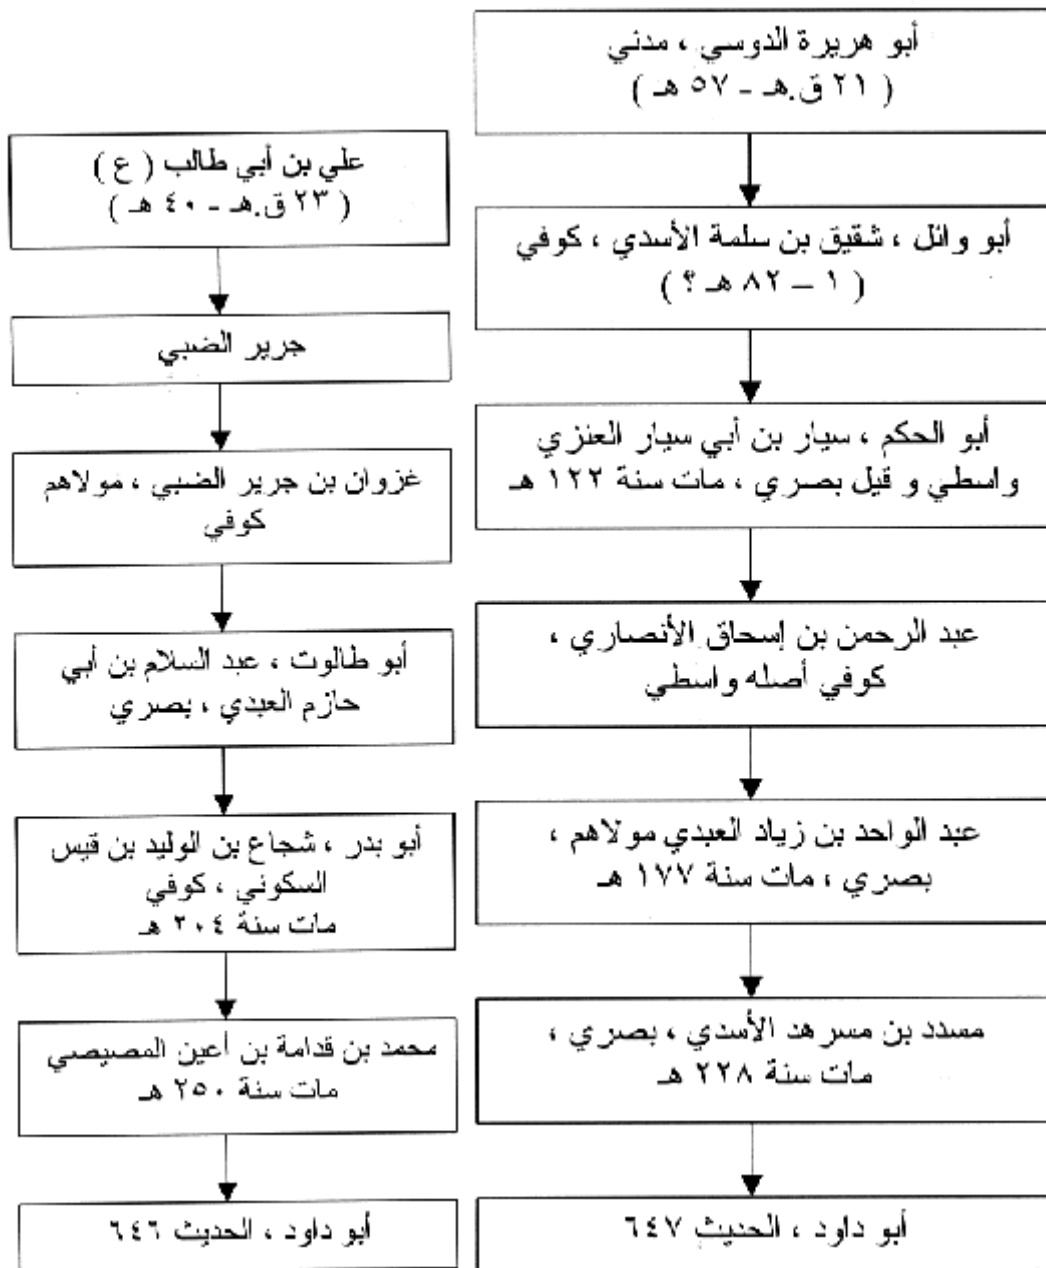 أبو هريرة الدوسي ، مدني
( ٢١ ق.هـ - ٥٧ هـ )
أبو وائل ، شقيق بن سلمة الأسدي ، كوفي
( ١ – ٨٢ هـ ؟ )
أبو الحكم ، سيار بن أبي سيار العنزي
واسطي و قيل بصري ، مات سنة ١٢٢ هـ
عبد الرحمن بن إسحاق الأنصاري ،
كوفي أصله واسطي
عبد الواحد بن زياد العبدي مولاهم ،
بصري ، مات سنة ١٧٧ هـ
مسدد بن مسرهد الأسدي ، بصري ،
مات سنة ٢٢٨ هـ
أبو داود ، الحديث ٦٤٧
علي بن أبي طالب ( ع )
( ٢٣ ق.هـ - ٤٠ هـ )
جرير الضبي
غزوان بن جرير الضبي ، مولاهم
كوفي
أبو طالوت ، عبد السلام بن أبي
حازم العبدي ، بصري
أبو بدر ، شجاع بن الوليد بن قيس
السكوني ، كوفي
مات سنة ٢٠٤ هـ
محمد بن قدامة بن أعين المصيصي
مات سنة ٢٥٠ هـ
أبو داود ، الحديث ٦٤٦